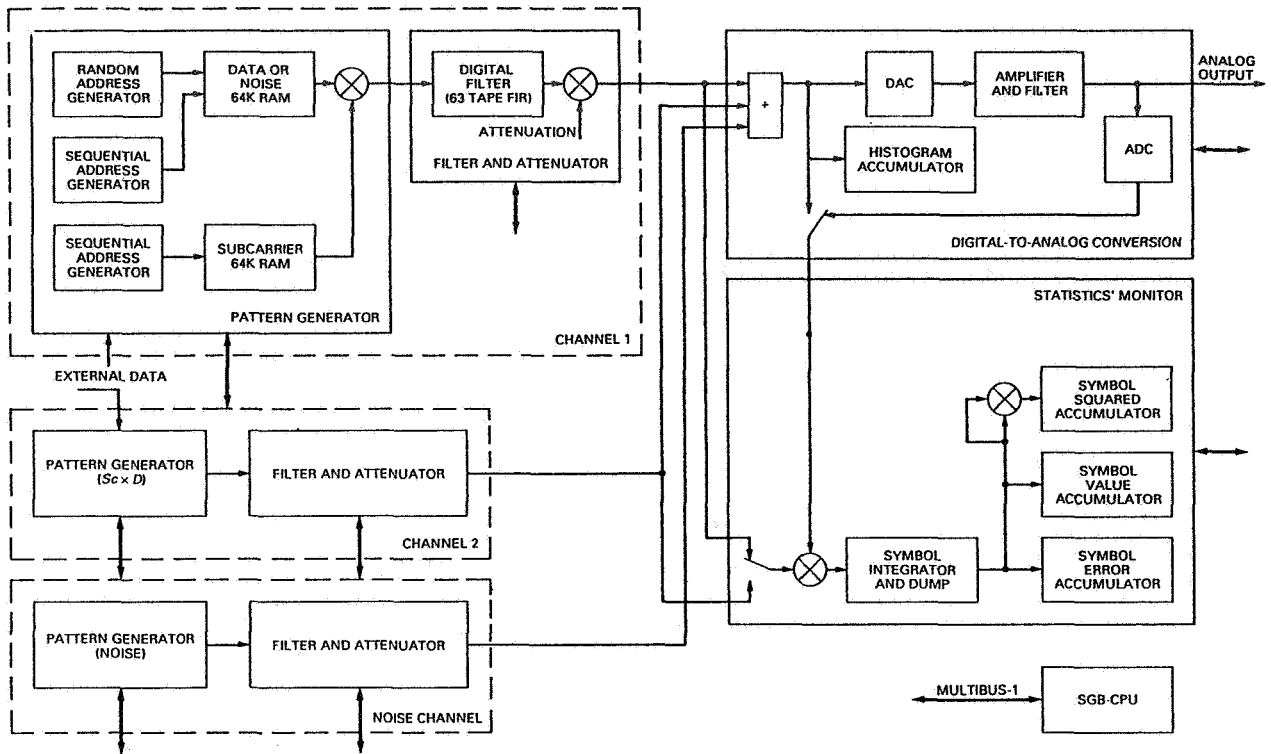 RANDOM
ADDRESS
GENERATOR
DATA OR
NOISE
64K RAM
SEQUENTIAL
ADDRESS
GENERATOR
SEQUENTIAL
ADDRESS
GENERATOR
SUBCARRIER
64K RAM
PATTERN GENERATOR
DIGITAL
FILTER
(63 TAPE FIR)
ATTENUATION
FILTER AND ATTENUATOR
CHANNEL 1
+
DAC
AMPLIFIER
AND FILTER
ANALOG
OUTPUT
HISTOGRAM
ACCUMULATOR
ADC
DIGITAL-TO-ANALOG CONVERSION
EXTERNAL DATA
PATTERN GENERATOR
(Sc × D)
FILTER AND ATTENUATOR
CHANNEL 2
PATTERN GENERATOR
(NOISE)
FILTER AND ATTENUATOR
NOISE CHANNEL
STATISTICS' MONITOR
SYMBOL
SQUARED
ACCUMULATOR
SYMBOL
VALUE
ACCUMULATOR
SYMBOL
INTEGRATOR
AND DUMP
SYMBOL
ERROR
ACCUMULATOR
MULTIBUS-1
SGB-CPU